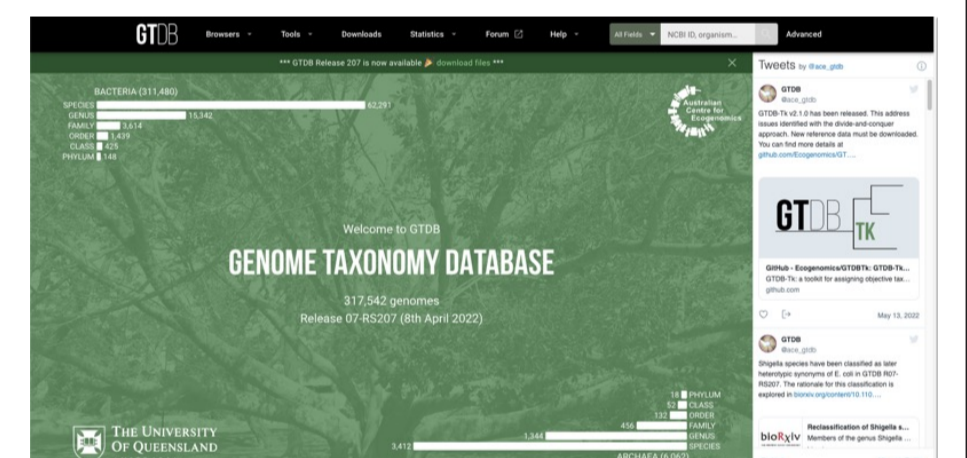 GTDB Browsers Tools Downloads Statistics Forum Help All Fields NCBI ID, organism... Advanced
*** GTDB Release 207 is now available 🎉 download files ***
BACTERIA (311,480)
SPECIES 62,291
GENUS 15,342
FAMILY 3,614
ORDER 1,439
CLASS 425
PHYLUM 148
Australian
Centre for
Ecogenomics
Welcome to GTDB
GENOME TAXONOMY DATABASE
317,542 genomes
Release 07-RS207 (8th April 2022)
18 PHYLUM
52 CLASS
132 ORDER
456 FAMILY
1,344 GENUS
3,412 SPECIES
ARCHAEA (6,062)
THE UNIVERSITY
OF QUEENSLAND
Tweets by @ace_gtdb
GTDB
@ace_gtdb
GTDB-Tk v2.1.0 has been released. This address
issues identified with the divide-and-conquer
approach. New reference data must be downloaded.
You can find more details at
github.com/Ecogenomics/GT....
GTDB TK
GitHub - Ecogenomics/GTDBTk: GTDB-Tk...
GTDB-Tk: a toolkit for assigning objective tax...
github.com
May 13, 2022
GTDB
@ace_gtdb
Shigella species have been classified as later
heterotypic synonyms of E. coli in GTDB R07-
RS207. The rationale for this classification is
explored in biorxiv.org/content/10.110....
bioRxiv
Reclassification of Shigella s...
Members of the genus Shigella ...